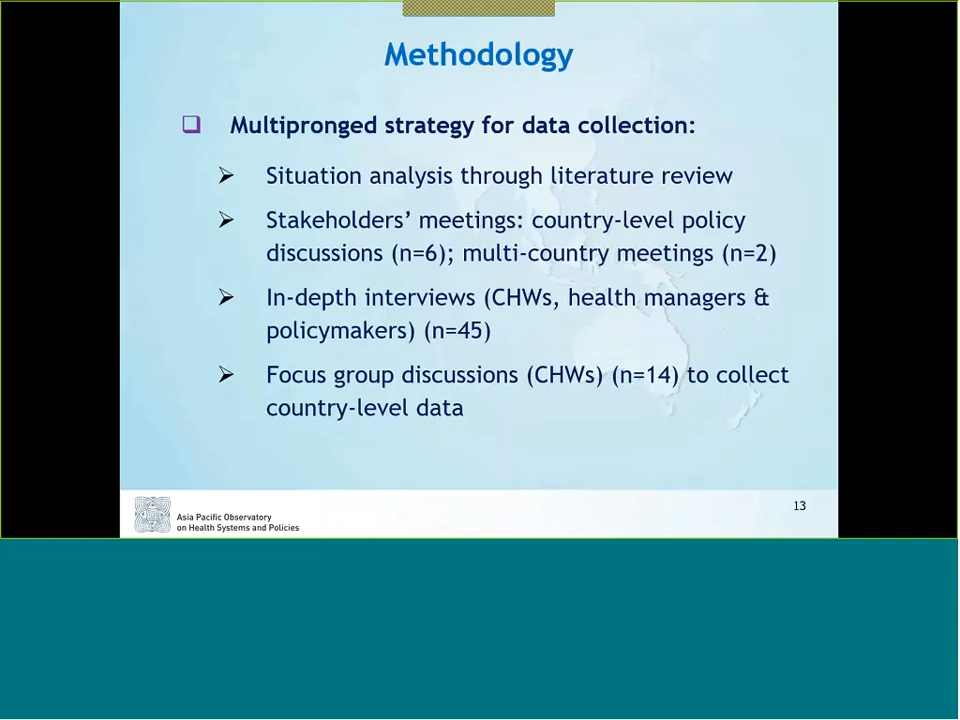 Methodology
Multipronged strategy for data collection:
Situation analysis through literature review
Stakeholders’ meetings: country-level policy
discussions (n=6); multi-country meetings (n=2)
In-depth interviews (CHWs, health managers &
policymakers) (n=45)
Focus group discussions (CHWs) (n=14) to collect
country-level data
13
Asia Pacific Observatory
on Health Systems and Policies